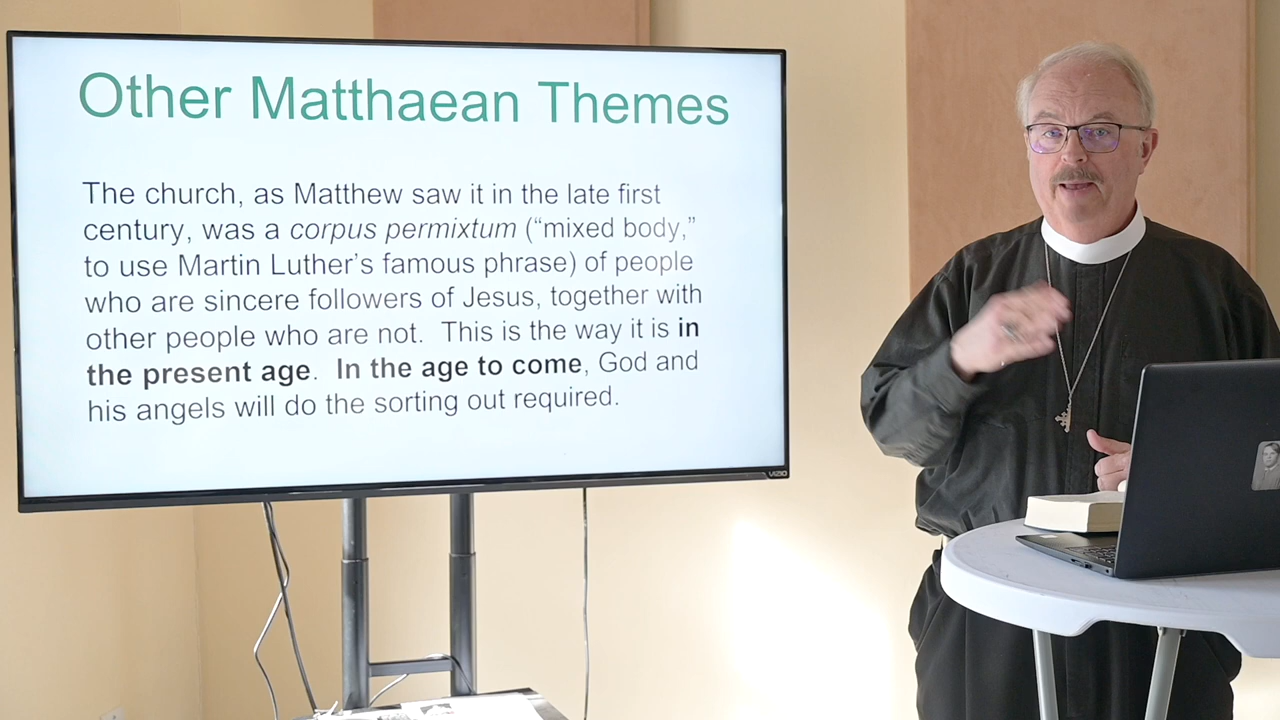 Other Matthaean Themes
The church, as Matthew saw it in the late first
century, was a corpus permixtum (“mixed body,”
to use Martin Luther’s famous phrase) of people
who are sincere followers of Jesus, together with
other people who are not.  This is the way it is in
the present age.  In the age to come, God and
his angels will do the sorting out required.
VIZIO